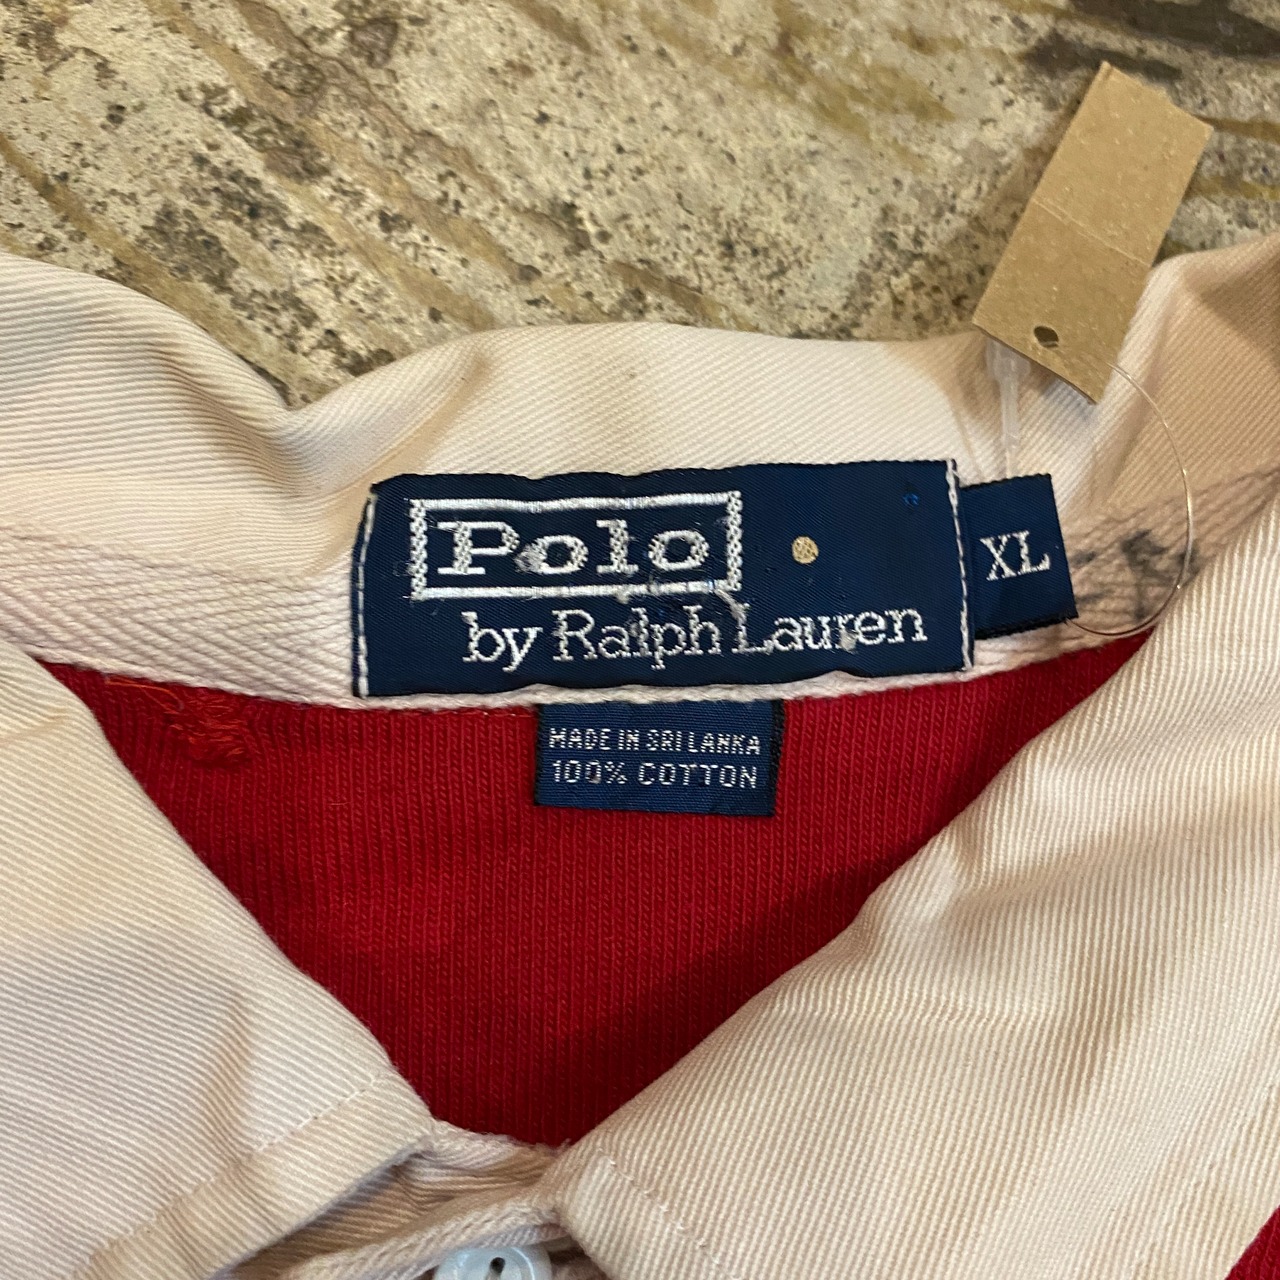 Polo
by Ralph Lauren
XL
MADE IN SRI LANKA
100% COTTON